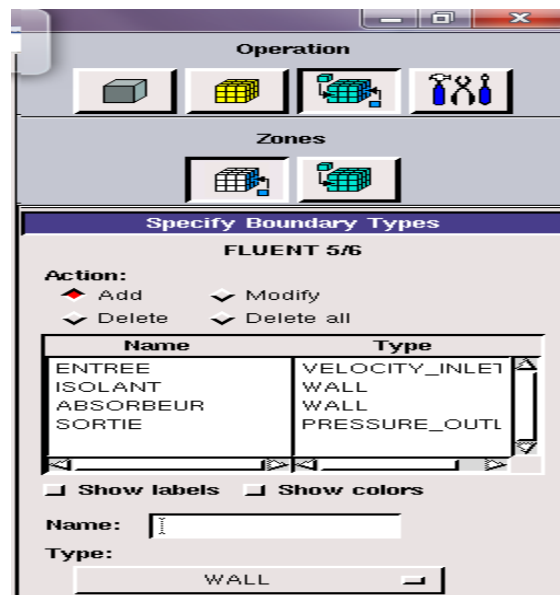 Operation
Zones
Specify Boundary Types
FLUENT 5/6
Action:
Add Modify
Delete Delete all
Name Type
ENTREE VELOCITY_INLET
ISOLANT WALL
ABSORBEUR WALL
SORTIE PRESSURE_OUTL
Show labels Show colors
Name:
Type:
WALL